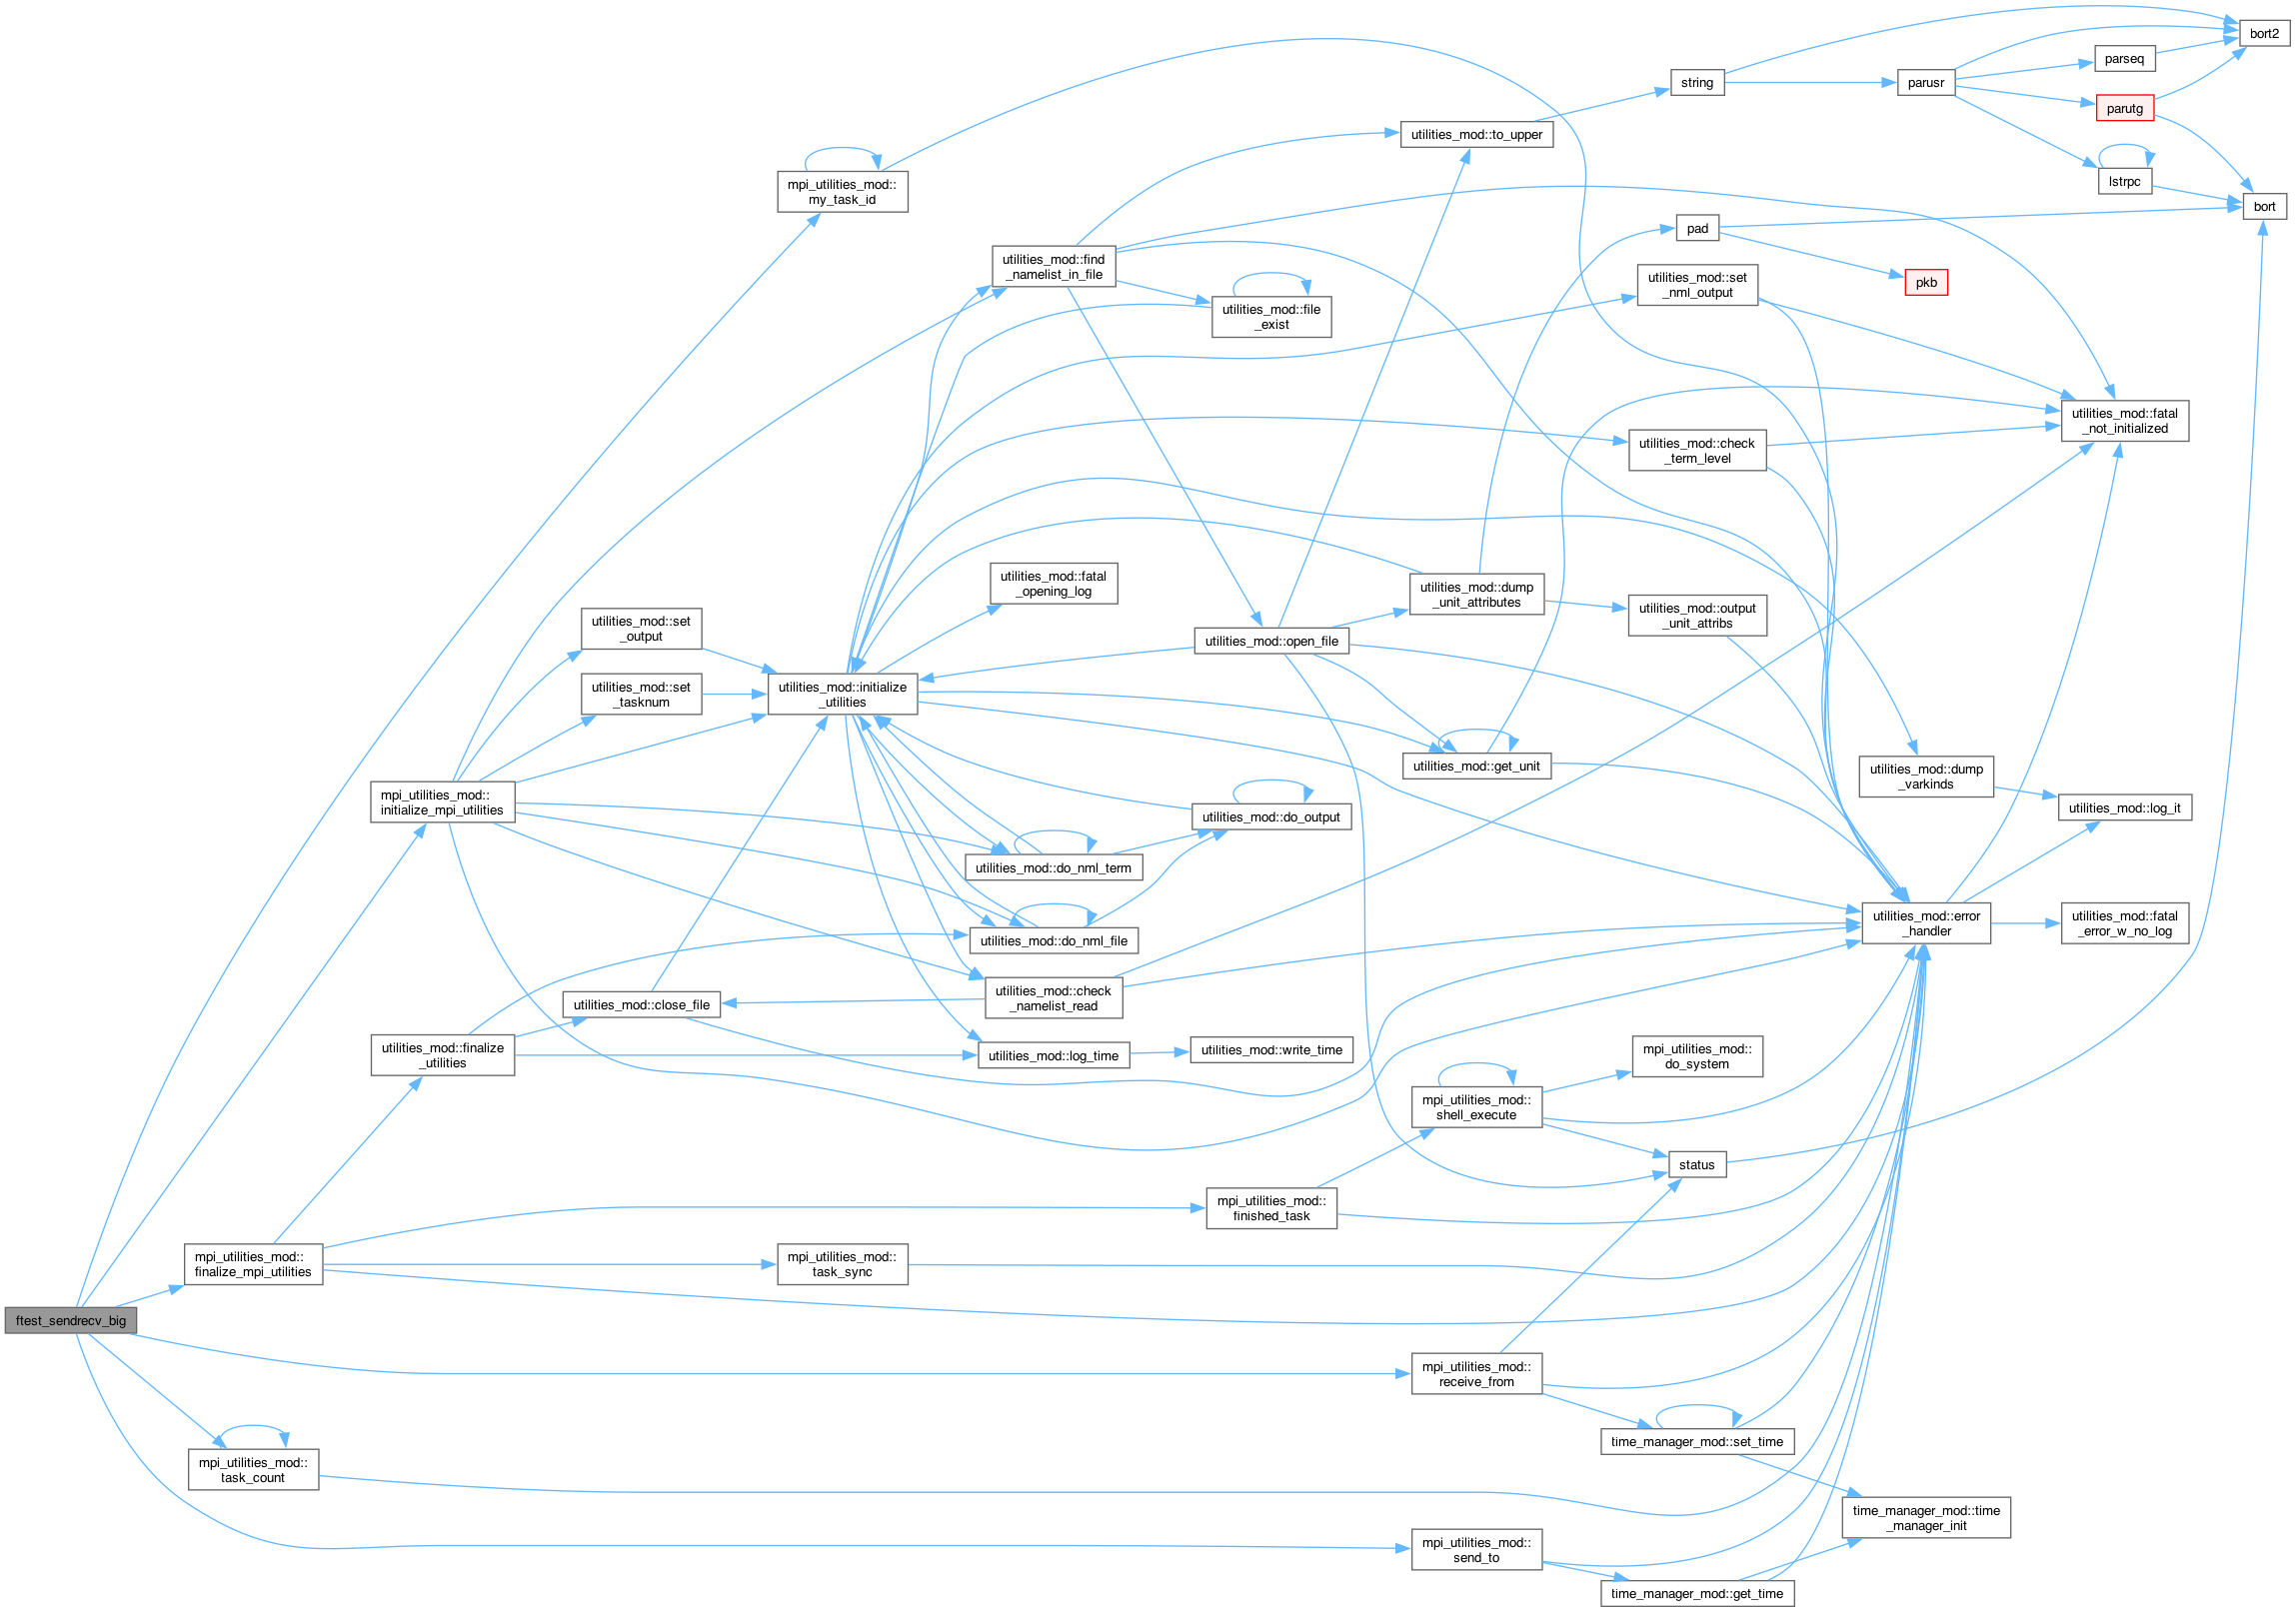 bort2
parseq
string
parusr
parutg
utilities_mod::to_upper
lstrpc
mpi_utilities_mod::
my_task_id
bort
pad
utilities_mod::find
_namelist_in_file
utilities_mod::set
_nml_output
pkb
utilities_mod::file
_exist
utilities_mod::fatal
_not_initialized
utilities_mod::check
_term_level
utilities_mod::fatal
_opening_log
utilities_mod::dump
_unit_attributes
utilities_mod::output
_unit_attribs
utilities_mod::set
_output
utilities_mod::open_file
utilities_mod::set
_tasknum
utilities_mod::initialize
_utilities
utilities_mod::get_unit
utilities_mod::dump
_varkinds
mpi_utilities_mod::
initialize_mpi_utilities
utilities_mod::log_it
utilities_mod::do_output
utilities_mod::do_nml_term
utilities_mod::error
_handler
utilities_mod::fatal
_error_w_no_log
utilities_mod::do_nml_file
utilities_mod::check
_namelist_read
utilities_mod::close_file
utilities_mod::finalize
_utilities
utilities_mod::log_time
utilities_mod::write_time
mpi_utilities_mod::
do_system
mpi_utilities_mod::
shell_execute
status
mpi_utilities_mod::
finished_task
mpi_utilities_mod::
finalize_mpi_utilities
mpi_utilities_mod::
task_sync
ftest_sendrecv_big
mpi_utilities_mod::
receive_from
time_manager_mod::set_time
mpi_utilities_mod::
task_count
time_manager_mod::time
_manager_init
mpi_utilities_mod::
send_to
time_manager_mod::get_time